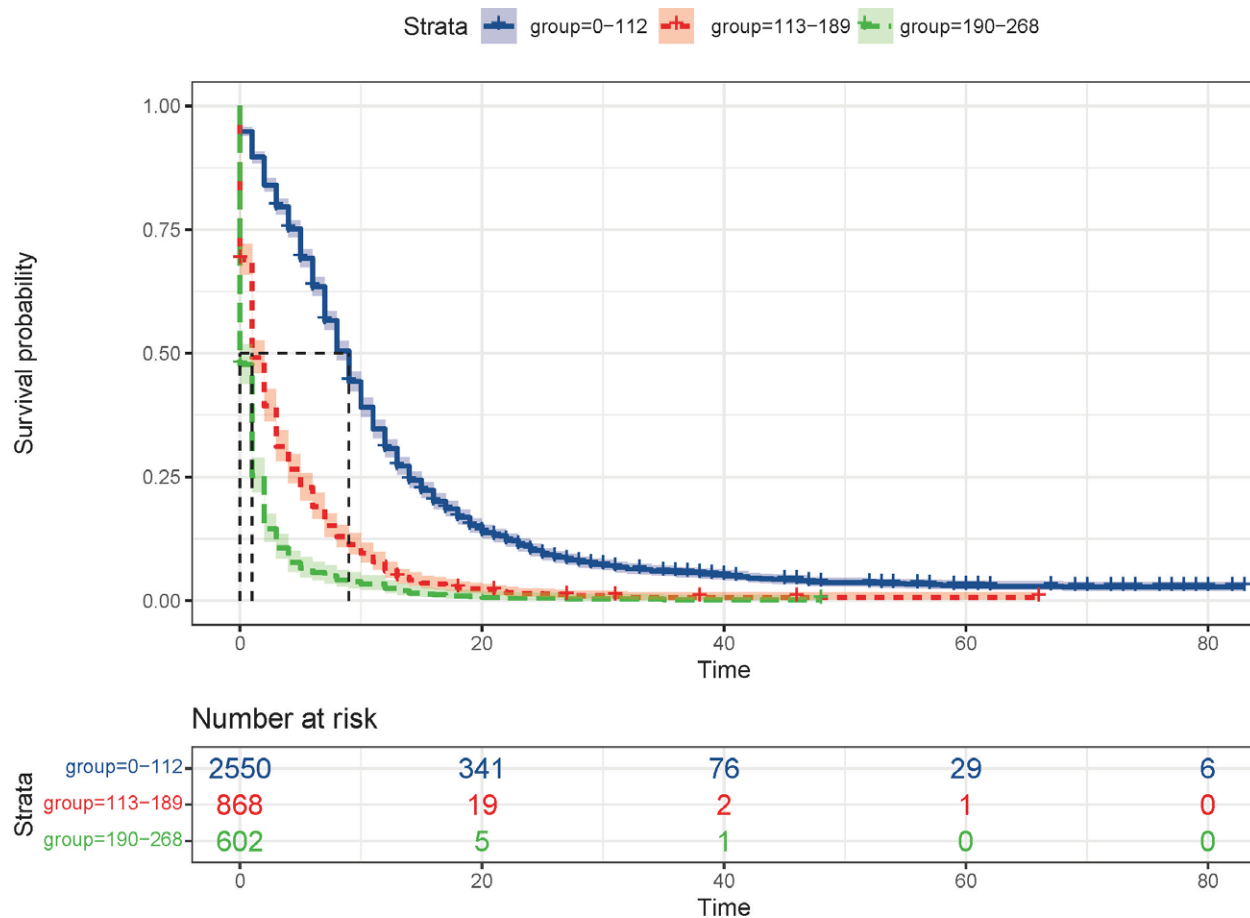 Strata group=0−112 group=113−189 group=190−268
Survival probability
1.00
0.75
0.50
0.25
0.00
0 20 40 60 80
Time
Number at risk
Strata
group=0−112 2550 341 76 29 6
group=113−189 868 19 2 1 0
group=190−268 602 5 1 0 0
0 20 40 60 80
Time